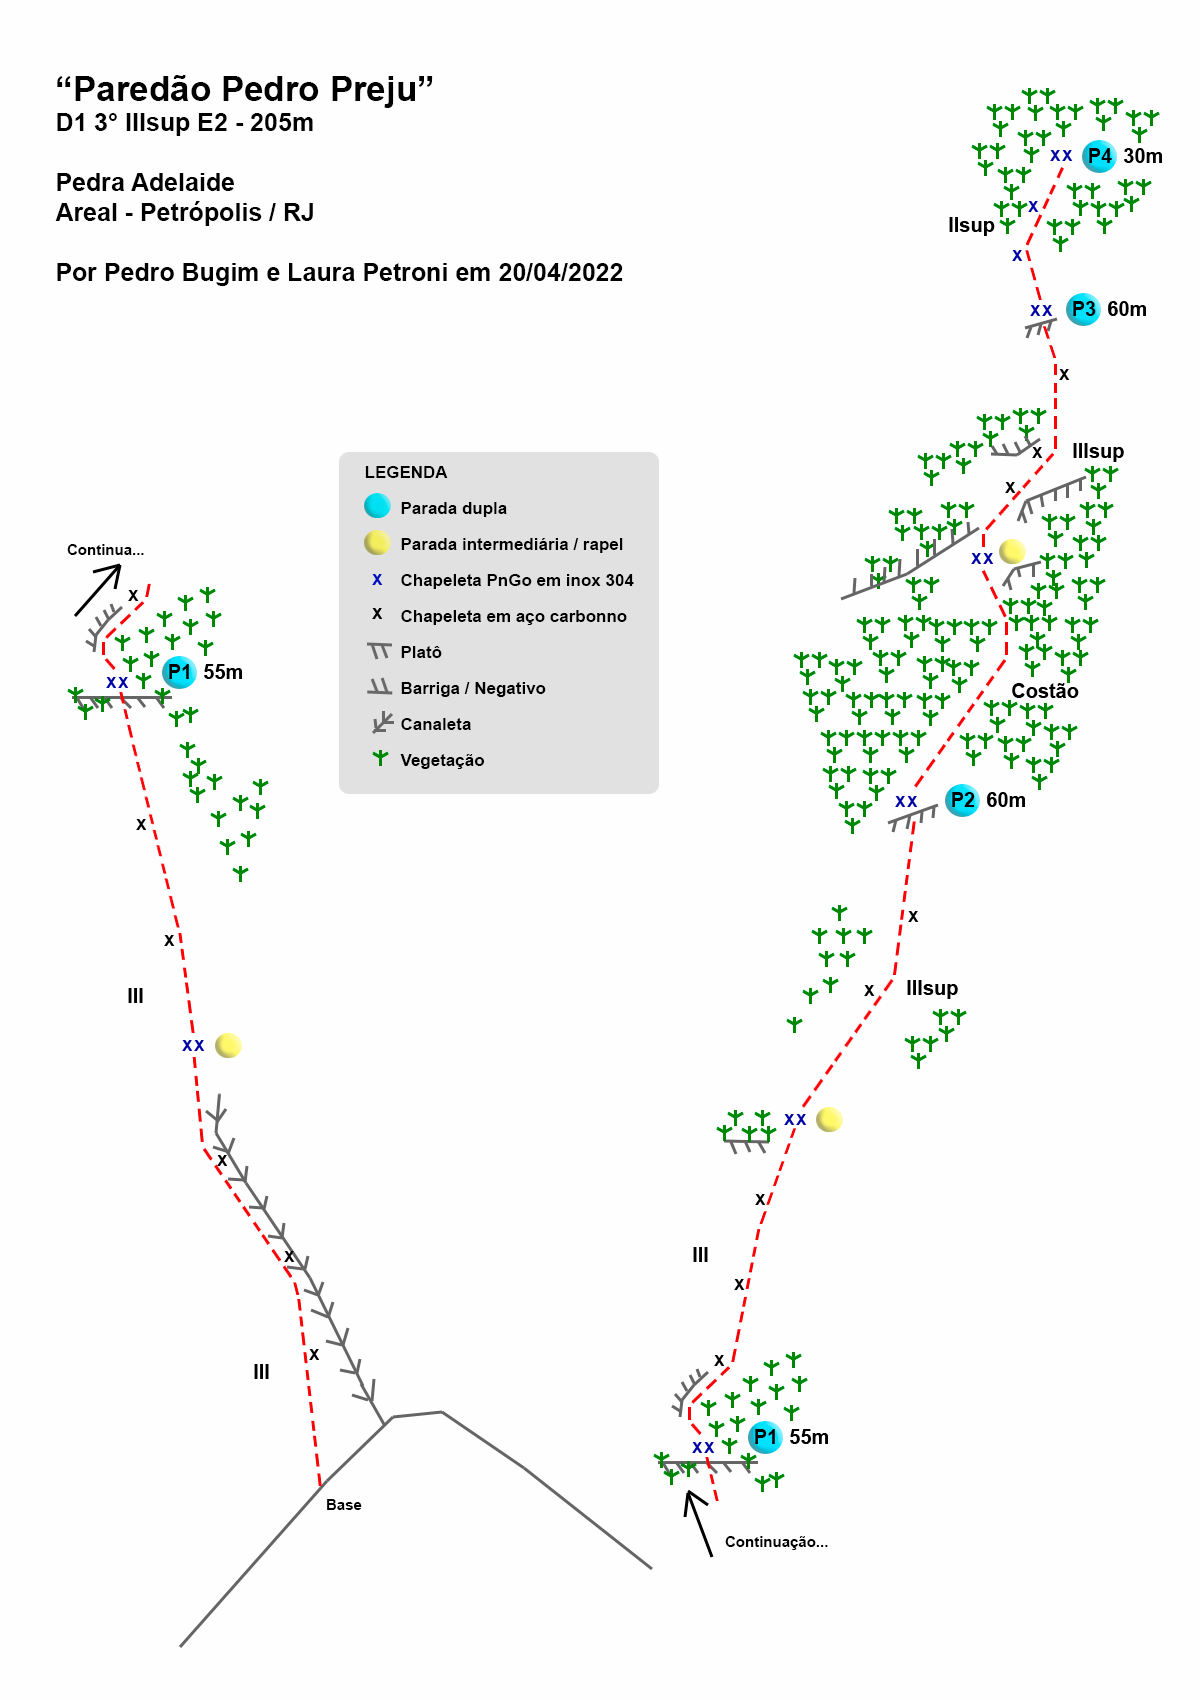 “Paredão Pedro Preju”
D1 3° IIIsup E2 - 205m
Pedra Adelaide
Areal - Petrópolis / RJ
Por Pedro Bugim e Laura Petroni em 20/04/2022
LEGENDA
Parada dupla
Parada intermediária / rapel
x Chapeleta PnGo em inox 304
x Chapeleta em aço carbonno
Platô
Barriga / Negativo
Canaleta
Vegetação
Continua...
x
xx P1 55m
x
x
III
xx
x
x
x
III
Base
xx P4 30m
x
IIsup
x
xx P3 60m
x
x IIIsup
x
xx
Costão
xx P2 60m
x
x IIIsup
xx
x
III
x
x
xx P1 55m
Continuação...